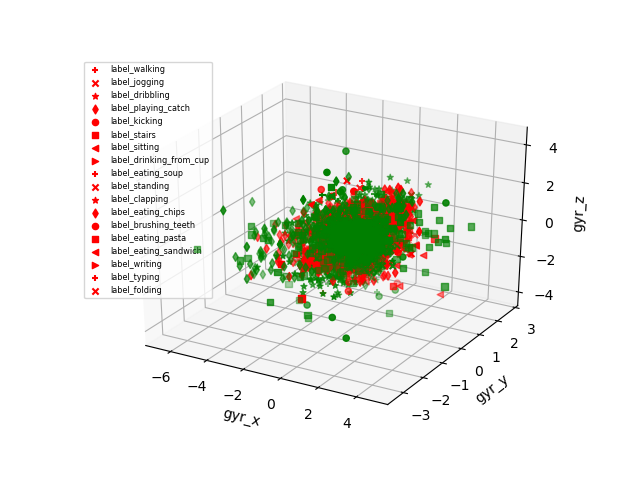 label_walking
label_jogging
label_dribbling
label_playing_catch
label_kicking
label_stairs
label_sitting
label_drinking_from_cup
label_eating_soup
label_standing
label_clapping
label_eating_chips
label_brushing_teeth
label_eating_pasta
label_eating_sandwich
label_writing
label_typing
label_folding
4
2
0
−2
−4
gyr_z
3
2
1
0
−1
−2
−3
gyr_y
−6
−4
−2
0
2
4
gyr_x